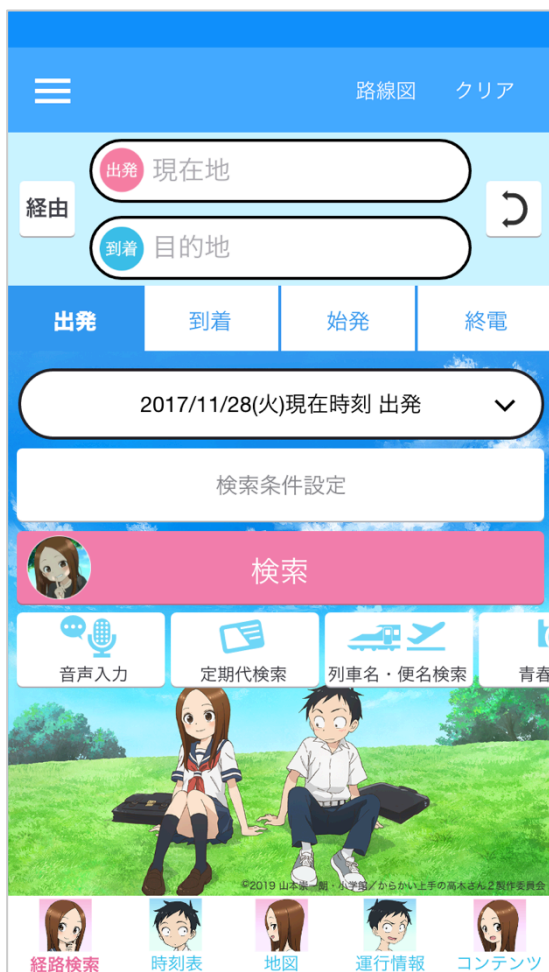 路線図 クリア
出発 現在地
経由
到着 目的地
出発 到着 始発 終電
2017/11/28(火)現在時刻 出発
検索条件設定
検索
音声入力 定期代検索 列車名・便名検索 青春
©2019 山本崇一朗・小学館／からかい上手の高木さん２製作委員会
経路検索 時刻表 地図 運行情報 コンテンツ